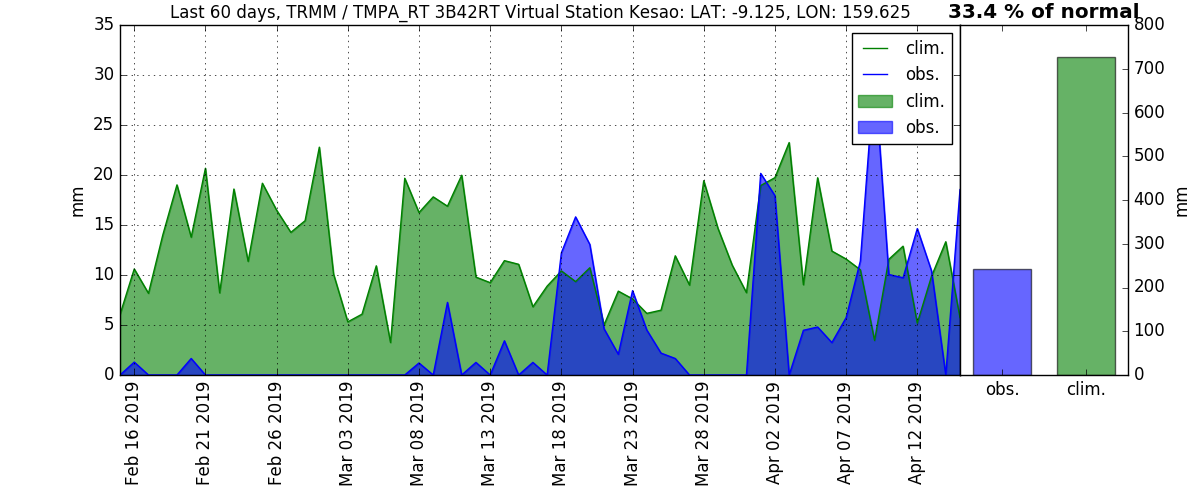 Last 60 days, TRMM / TMPA_RT 3B42RT Virtual Station Kesao: LAT: -9.125, LON: 159.625
33.4 % of normal
35
30
25
20
15
10
5
0
mm
clim.
obs.
clim.
obs.
Feb 16 2019
Feb 21 2019
Feb 26 2019
Mar 03 2019
Mar 08 2019
Mar 13 2019
Mar 18 2019
Mar 23 2019
Mar 28 2019
Apr 02 2019
Apr 07 2019
Apr 12 2019
800
700
600
500
400
300
200
100
0
mm
obs.
clim.